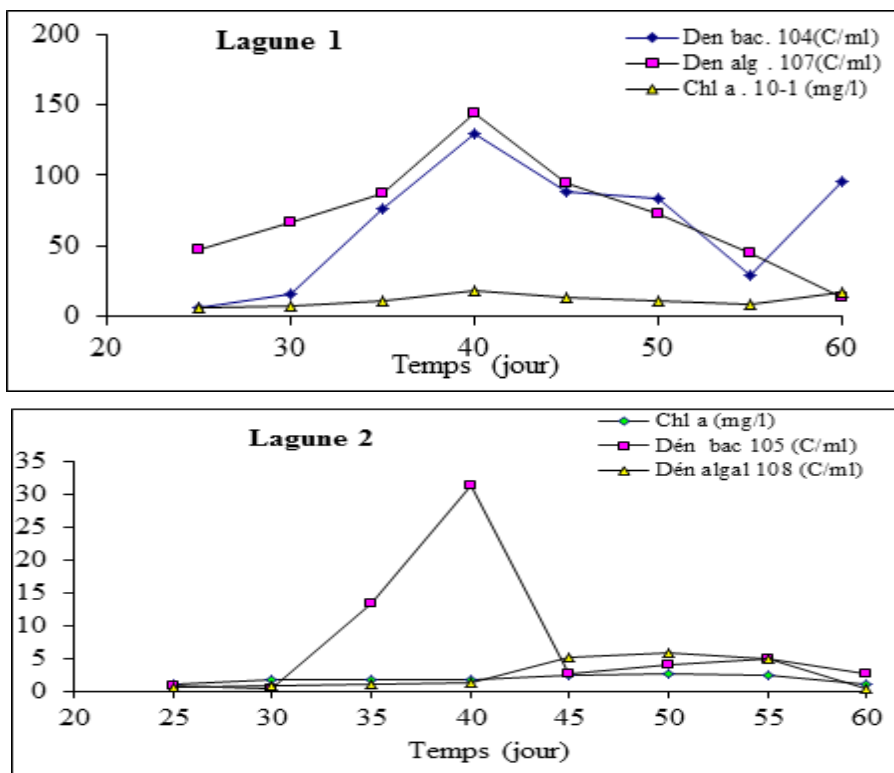 Lagune 1
Den bac. 104(C/ml)
Den alg . 107(C/ml)
Chl a . 10-1 (mg/l)
200
150
100
50
0
20 30 40 50 60
Temps (jour)
Lagune 2
Chl a (mg/l)
Dén bac 105 (C/ml)
Dén algal 108 (C/ml)
35
30
25
20
15
10
5
0
20 25 30 35 40 45 50 55 60
Temps (jour)